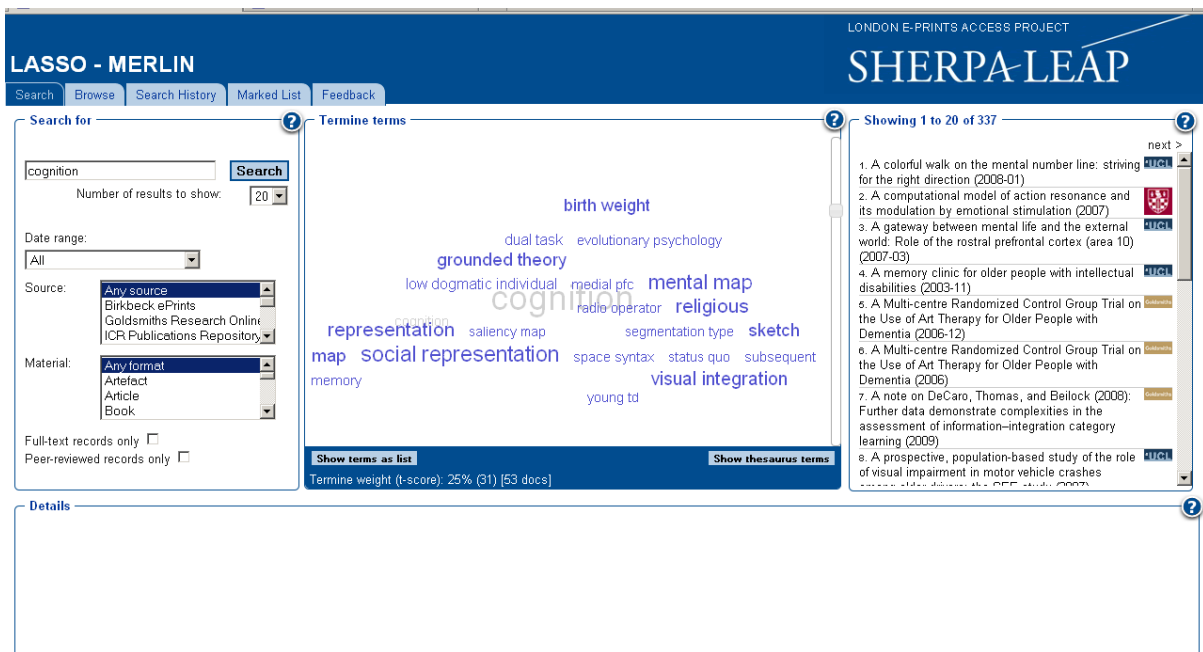 LONDON E-PRINTS ACCESS PROJECT
SHERPA-LEAP
LASSO - MERLIN
Search Browse Search History Marked List Feedback
Search for
?
cognition
Search
Number of results to show: 20
Date range:
All
Source:
Any source
Birkbeck ePrints
Goldsmiths Research Online
ICR Publications Repository
Material:
Any format
Artefact
Article
Book
Full-text records only
Peer-reviewed records only
Termine terms
?
birth weight
dual task evolutionary psychology
grounded theory
low dogmatic individual medial pfc mental map
cognition
radio operator religious
cognition
representation saliency map segmentation type sketch
map social representation space syntax status quo subsequent
memory visual integration
young td
Show terms as list Show thesaurus terms
Termine weight (t-score): 25% (31) [53 docs]
Showing 1 to 20 of 337
?
next >
1. A colorful walk on the mental number line: striving UCL
for the right direction (2008-01)
2. A computational model of action resonance and
its modulation by emotional stimulation (2007)
3. A gateway between mental life and the external UCL
world: Role of the rostral prefrontal cortex (area 10)
(2007-03)
4. A memory clinic for older people with intellectual UCL
disabilities (2003-11)
5. A Multi-centre Randomized Control Group Trial on Goldsmiths
the Use of Art Therapy for Older People with
Dementia (2006-12)
6. A Multi-centre Randomized Control Group Trial on Goldsmiths
the Use of Art Therapy for Older People with
Dementia (2006)
7. A note on DeCaro, Thomas, and Beilock (2008): Goldsmiths
Further data demonstrate complexities in the
assessment of information–integration category
learning (2009)
8. A prospective, population-based study of the role UCL
of visual impairment in motor vehicle crashes
among older drivers: the SEE study (2007)
Details
?